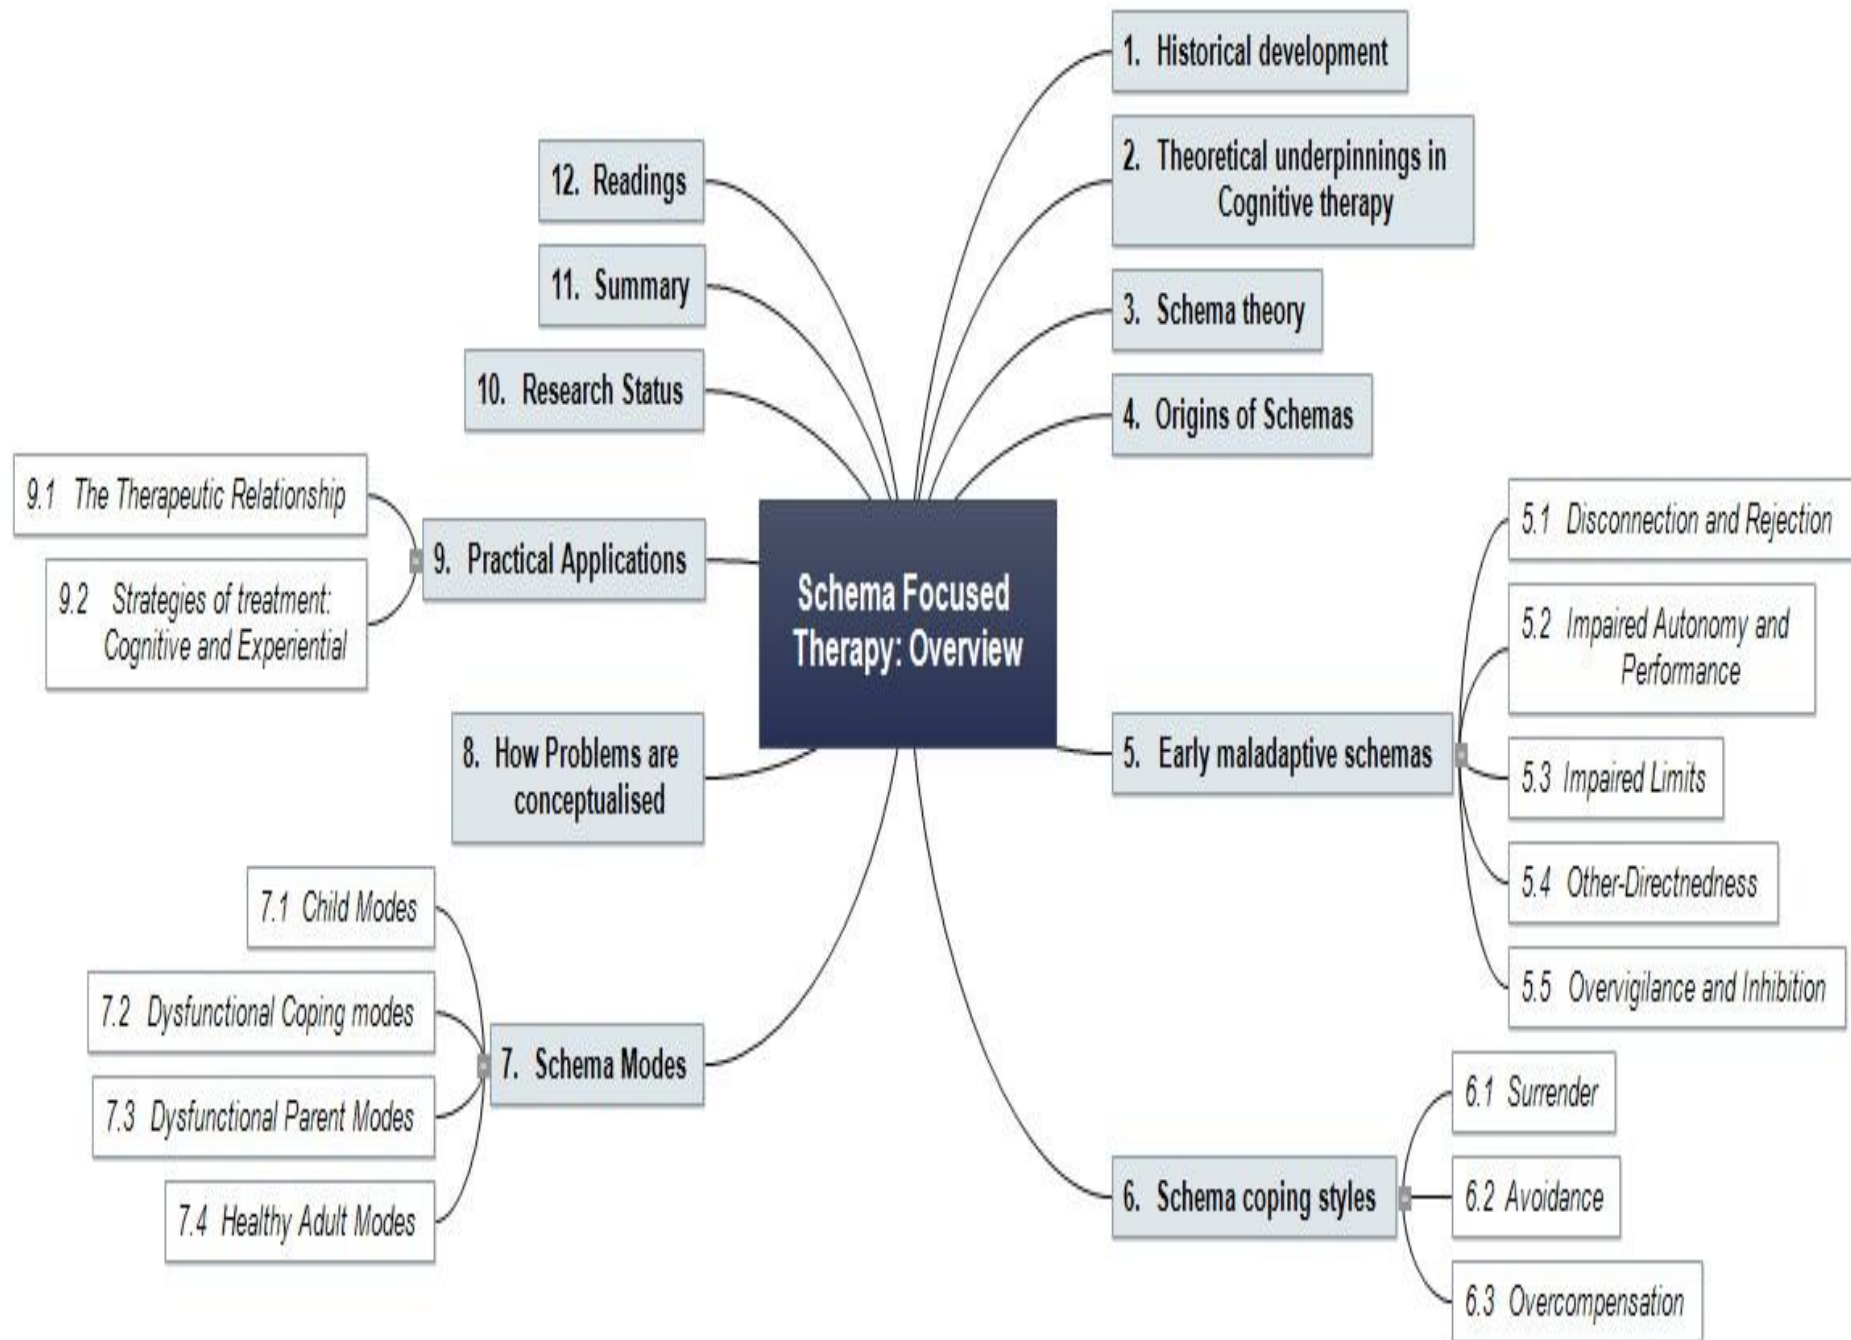 Schema Focused
Therapy: Overview
1. Historical development
2. Theoretical underpinnings in
Cognitive therapy
3. Schema theory
4. Origins of Schemas
5. Early maladaptive schemas
5.1 Disconnection and Rejection
5.2 Impaired Autonomy and
Performance
5.3 Impaired Limits
5.4 Other-Directnedness
5.5 Overvigilance and Inhibition
6. Schema coping styles
6.1 Surrender
6.2 Avoidance
6.3 Overcompensation
7. Schema Modes
7.1 Child Modes
7.2 Dysfunctional Coping modes
7.3 Dysfunctional Parent Modes
7.4 Healthy Adult Modes
8. How Problems are
conceptualised
9. Practical Applications
9.1 The Therapeutic Relationship
9.2 Strategies of treatment:
Cognitive and Experiential
10. Research Status
11. Summary
12. Readings